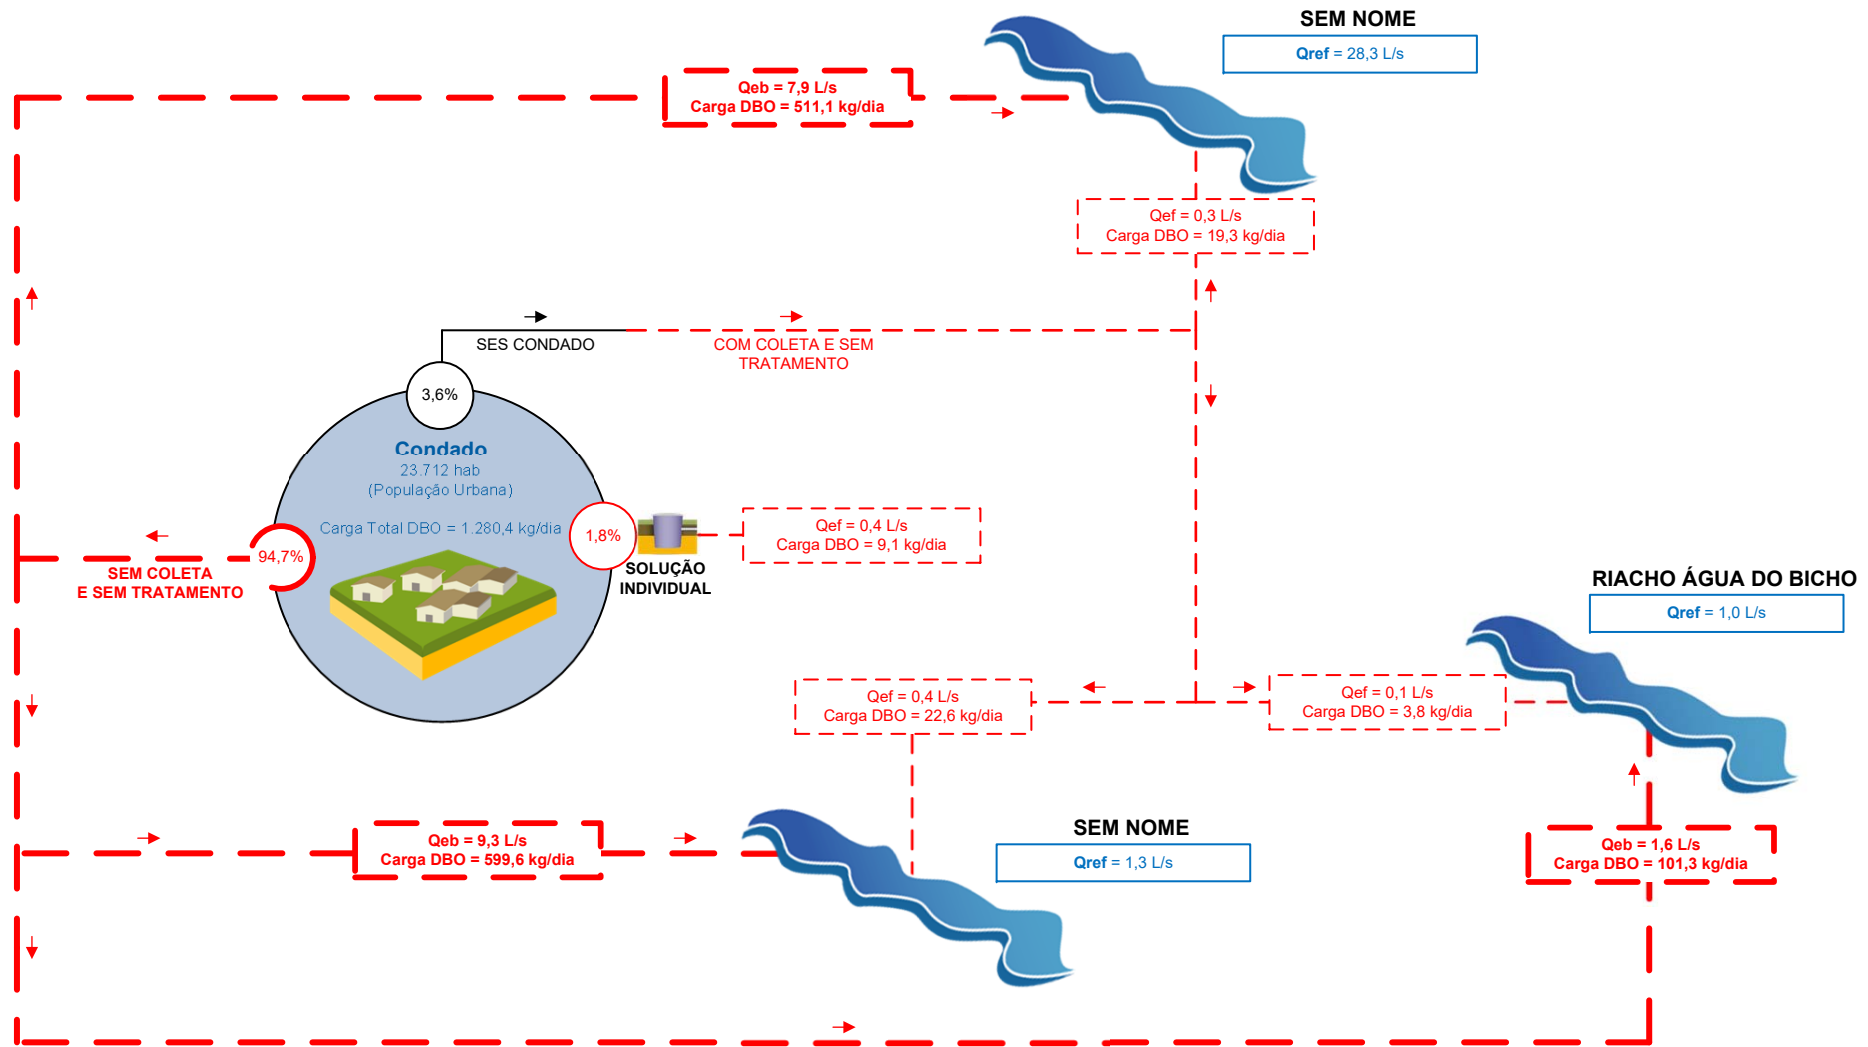 SEM NOME
Qref = 28,3 L/s
Qeb = 7,9 L/s
Carga DBO = 511,1 kg/dia
Qef = 0,3 L/s
Carga DBO = 19,3 kg/dia
SES CONDADO
COM COLETA E SEM
TRATAMENTO
3,6%
Condado
23.712 hab
(População Urbana)
Carga Total DBO = 1.280,4 kg/dia
94,7%
SEM COLETA
E SEM TRATAMENTO
1,8%
SOLUÇÃO
INDIVIDUAL
Qef = 0,4 L/s
Carga DBO = 9,1 kg/dia
RIACHO ÁGUA DO BICHO
Qref = 1,0 L/s
Qef = 0,4 L/s
Carga DBO = 22,6 kg/dia
Qef = 0,1 L/s
Carga DBO = 3,8 kg/dia
Qeb = 9,3 L/s
Carga DBO = 599,6 kg/dia
SEM NOME
Qref = 1,3 L/s
Qeb = 1,6 L/s
Carga DBO = 101,3 kg/dia